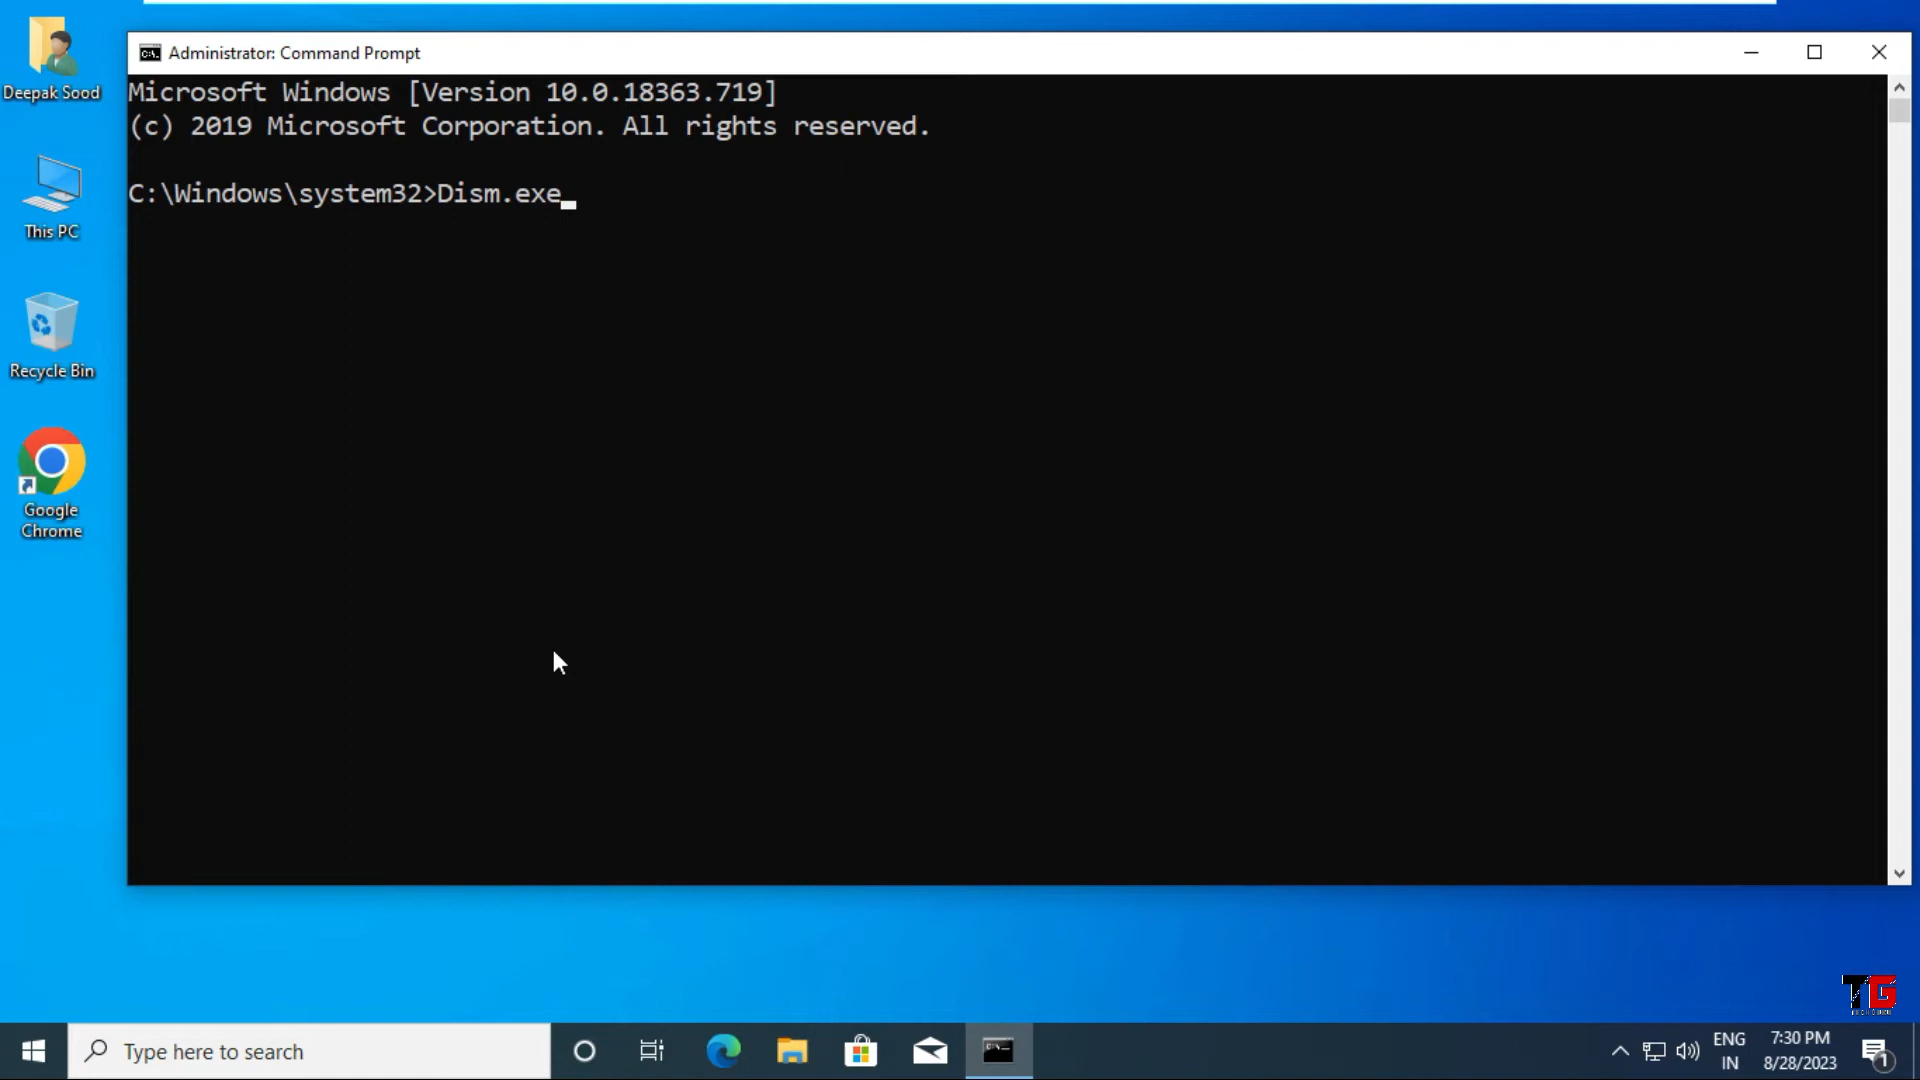 Administrator: Command Prompt
Microsoft Windows [Version 10.0.18363.719]
(c) 2019 Microsoft Corporation. All rights reserved.
C:\Windows\system32>Dism.exe
Deepak Sood
This PC
Recycle Bin
Google
Chrome
TG
Type here to search
ENG
IN
7:30 PM
8/28/2023
1